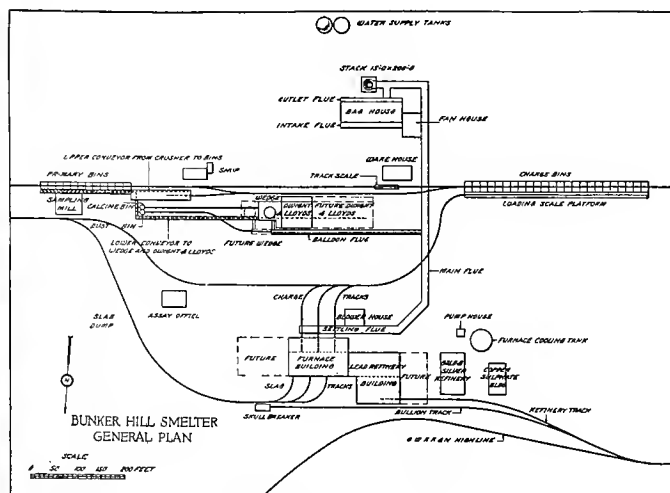 WATER SUPPLY TANKS
STACK 15'-0 X 200'-0
OUTLET FLUE
BAG HOUSE
FAN HOUSE
INTAKE FLUE
UPPER CONVEYOR FROM CRUSHER TO BINS
PRIMARY BINS
TRACK SCALE
WARE HOUSE
CHARGE BINS
SAMPLING
MILL
CALCINE BIN
WEDGE
DWIGHT
& LLOYDS
FUTURE DWIGHT
& LLOYDS
LOADING SCALE PLATFORM
DUST BIN
LOWER CONVEYOR TO
WEDGE AND DWIGHT & LLOYDS
FUTURE WEDGE
BALLOON FLUE
MAIN FLUE
CHARGE TRACKS
SLAG
DUMP
ASSAY OFFICE
BLOWER HOUSE
SETTLING FLUE
PUMP HOUSE
FURNACE COOLING TANK
FUTURE
FURNACE
BUILDING
LEAD REFINERY
BUILDING
FUTURE
SILVER
REFINERY
COPPER
SULPHATE
BLDG
SLAG TRACKS
SKULL BREAKER
BULLION TRACK
REFINERY TRACK
O.W.R.R. & N. HIGHLINE
N
BUNKER HILL SMELTER
GENERAL PLAN
SCALE
0 50 100 150 200 FEET